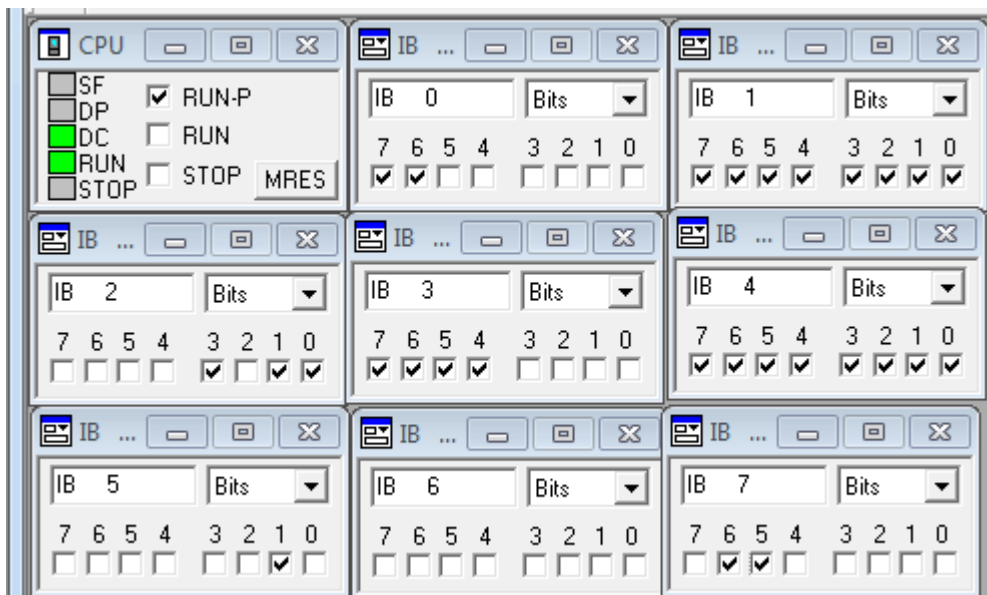 CPU
SF
DP
DC
RUN
STOP
RUN-P
RUN
STOP
MRES
IB ...
IB 0
Bits
7 6 5 4 3 2 1 0
IB ...
IB 1
Bits
7 6 5 4 3 2 1 0
IB ...
IB 2
Bits
7 6 5 4 3 2 1 0
IB ...
IB 3
Bits
7 6 5 4 3 2 1 0
IB ...
IB 4
Bits
7 6 5 4 3 2 1 0
IB ...
IB 5
Bits
7 6 5 4 3 2 1 0
IB ...
IB 6
Bits
7 6 5 4 3 2 1 0
IB ...
IB 7
Bits
7 6 5 4 3 2 1 0